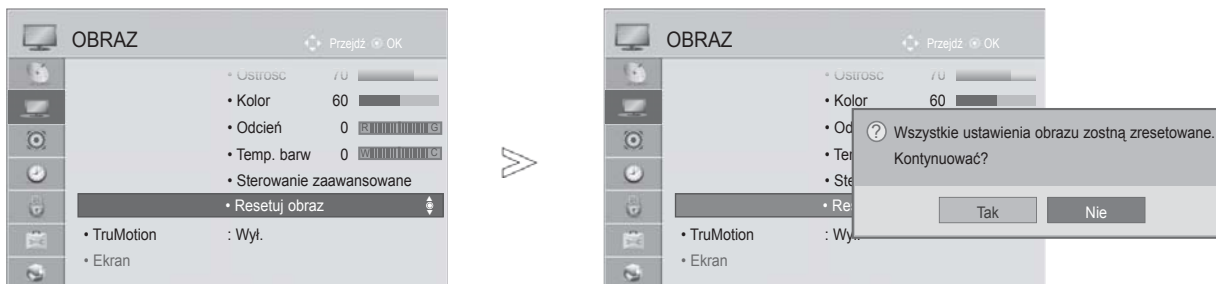 OBRAZ
Przejdź OK
• Ostrość 70
• Kolor 60
• Odcień 0 R G
• Temp. barw 0 W C
• Sterowanie zaawansowane
• Resetuj obraz
• TruMotion : Wył.
• Ekran
OBRAZ
Przejdź OK
• Ostrość 70
• Kolor 60
• Od
• Ter
• Ste
• Re
• TruMotion : Wył.
• Ekran
? Wszystkie ustawienia obrazu zostną zresetowane.
Kontynuować?
Tak Nie